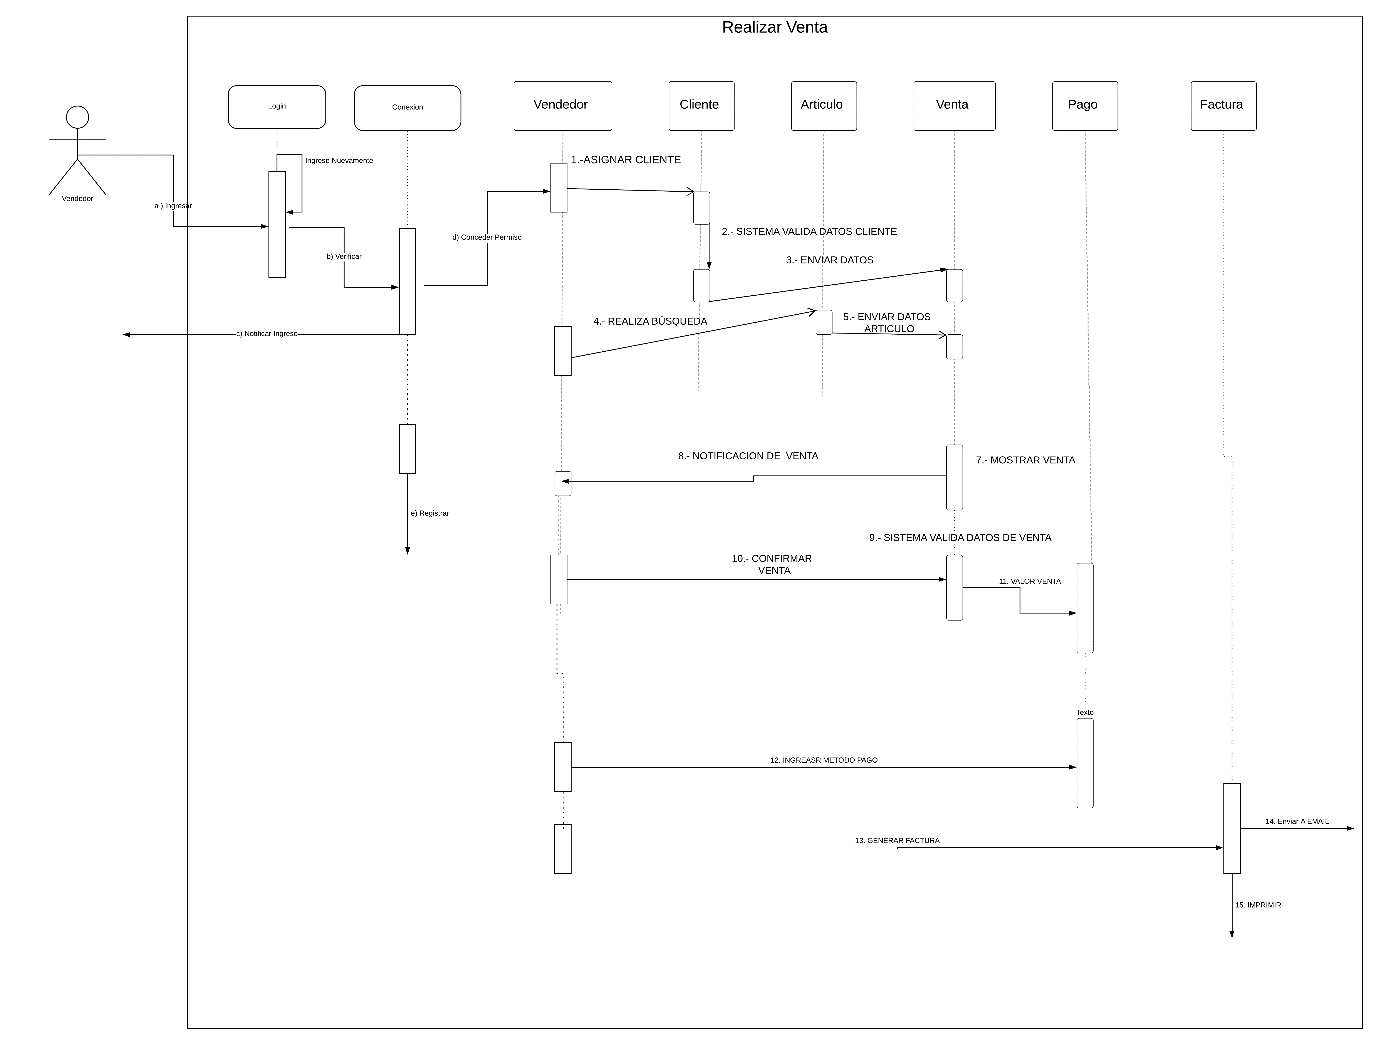 Realizar Venta
Login
Conexion
Vendedor
Cliente
Articulo
Venta
Pago
Factura
Vendedor
Ingreso Nuevamente
1.-ASIGNAR CLIENTE
a ) Ingresar
d) Conceder Permiso
2.- SISTEMA VALIDA DATOS CLIENTE
b) Verificar
3.- ENVIAR DATOS
4.- REALIZA BÚSQUEDA
5.- ENVIAR DATOS
ARTICULO
c) Notificar Ingreso
8.- NOTIFICACION DE VENTA
7.- MOSTRAR VENTA
e) Registrar
9.- SISTEMA VALIDA DATOS DE VENTA
10.- CONFIRMAR
VENTA
11. VALOR VENTA
Texto
12. INGREASR METODO PAGO
13. GENERAR FACTURA
14. Enviar A EMAIL
15. IMPRIMIR